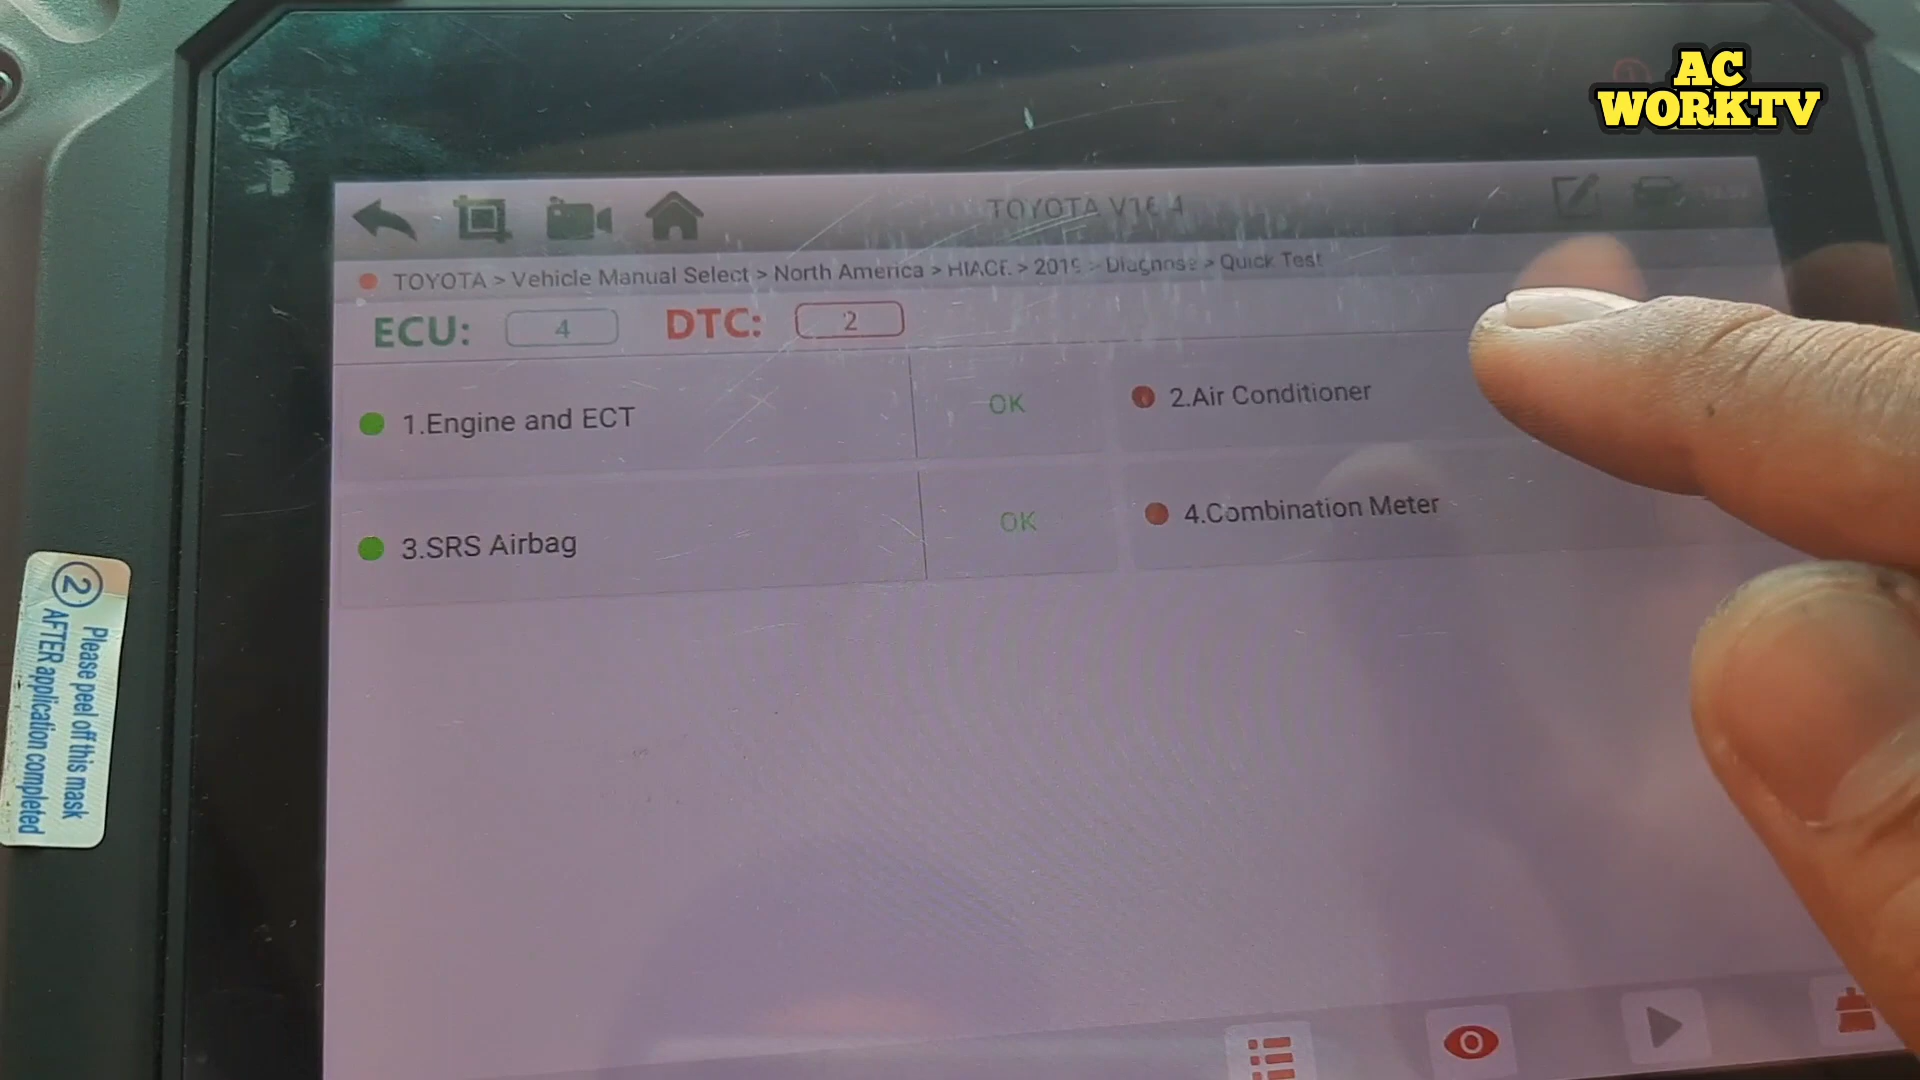 AC
WORKTV
TOYOTA V16.4
TOYOTA > Vehicle Manual Select > North America > HIACE > 2019 > Diagnose > Quick Test
ECU: 4 DTC: 2
1.Engine and ECT OK 2.Air Conditioner
3.SRS Airbag OK 4.Combination Meter
2 Please peel off this mask
AFTER application completed